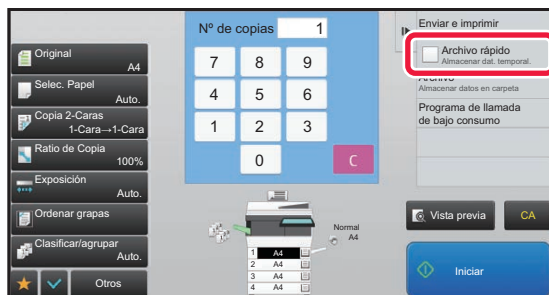 Original
A4
Selec. Papel
Auto.
Copia 2-Caras
1-Cara→1-Cara
Ratio de Copia
100%
Exposición
Auto.
Ordenar grapas
Clasificar/agrupar
Auto.
Otros
Nº de copias 1
7 8 9
4 5 6
1 2 3
0 C
Normal
A4
1 A4
2 A4
3 A4
4 A4
Enviar e imprimir
Archivo rápido
Almacenar dat. temporal.
Archivo
Almacenar datos en carpeta
Programa de llamada
de bajo consumo
Vista previa
CA
Iniciar